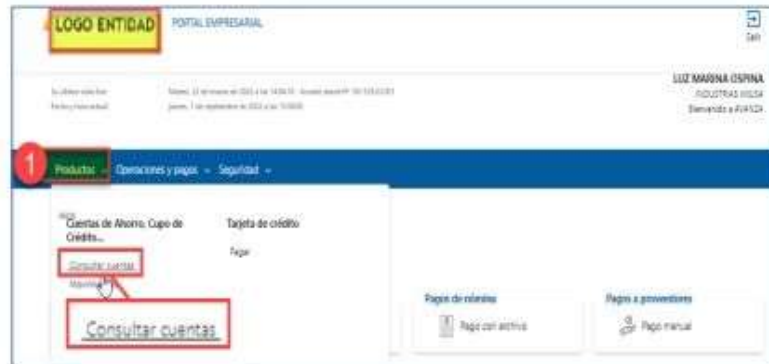 LOGO ENTIDAD
PORTAL EMPRESARIAL
Salir
LUZ MARINA OSPINA
INDUSTRIAS
Bienvenido a AVANZA
1
Productos
Operaciones y pagos
Seguridad
Cuentas de Ahorro, Cupo de
Crédito...
Consultar cuentas
Tarjeta de crédito
Pagar
Consultar cuentas
Pagos de nómina
Pago con archivo
Pagos a proveedores
Pago manual